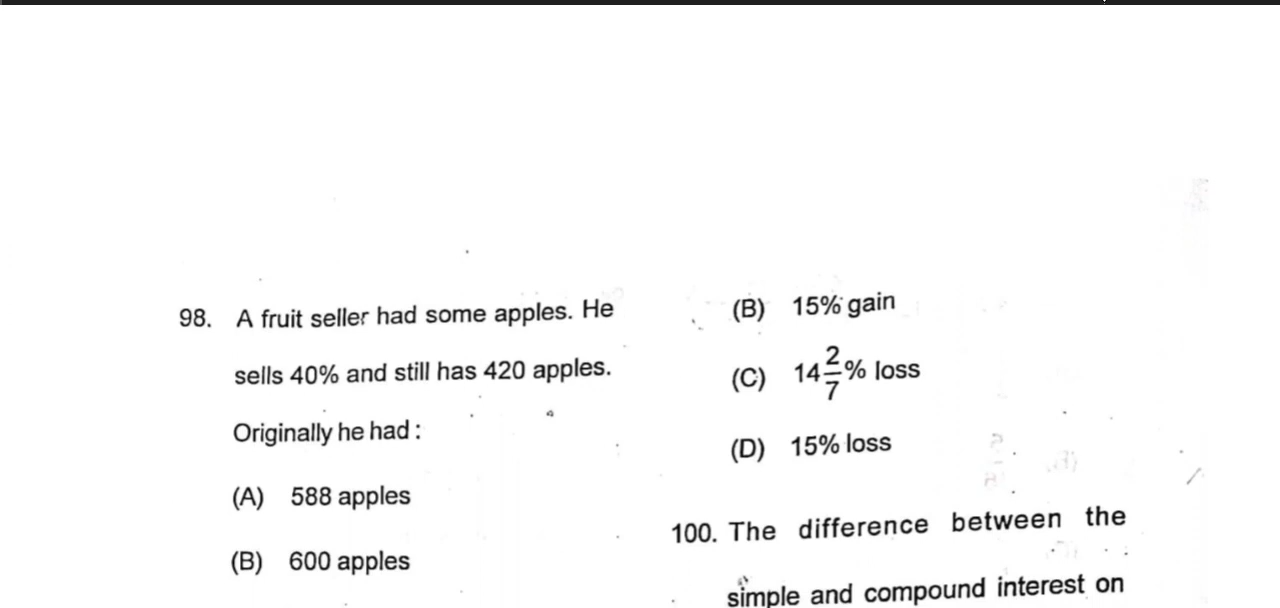 98. A fruit seller had some apples. He
sells 40% and still has 420 apples.
Originally he had :
(A) 588 apples
(B) 600 apples
(B) 15% gain
(C) 14 2/7 % loss
(D) 15% loss
100. The difference between the
simple and compound interest on